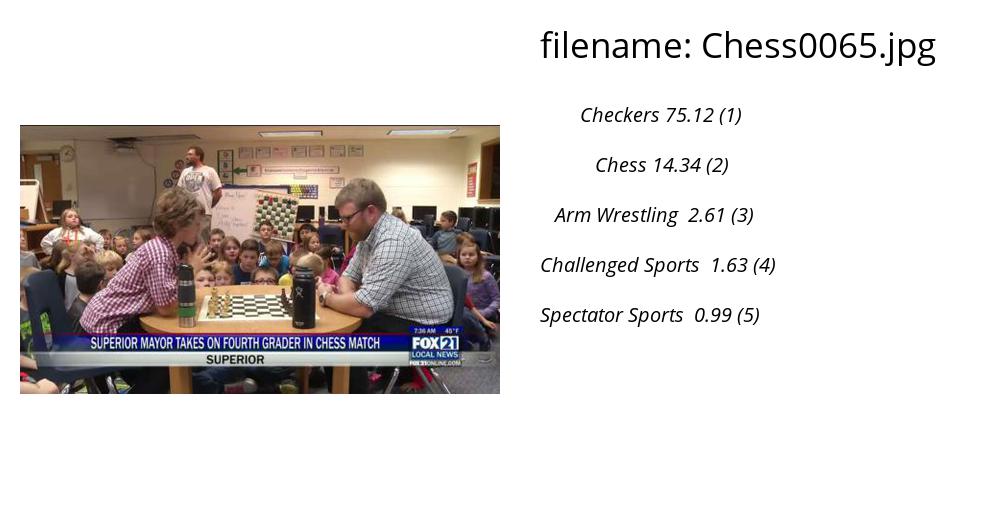 filename: Chess0065.jpg
Checkers 75.12 (1)
Chess 14.34 (2)
Arm Wrestling 2.61 (3)
Challenged Sports 1.63 (4)
Spectator Sports 0.99 (5)
7:36 AM 45°F
SUPERIOR MAYOR TAKES ON FOURTH GRADER IN CHESS MATCH
FOX 21
LOCAL NEWS
SUPERIOR
FOX21ONLINE.COM